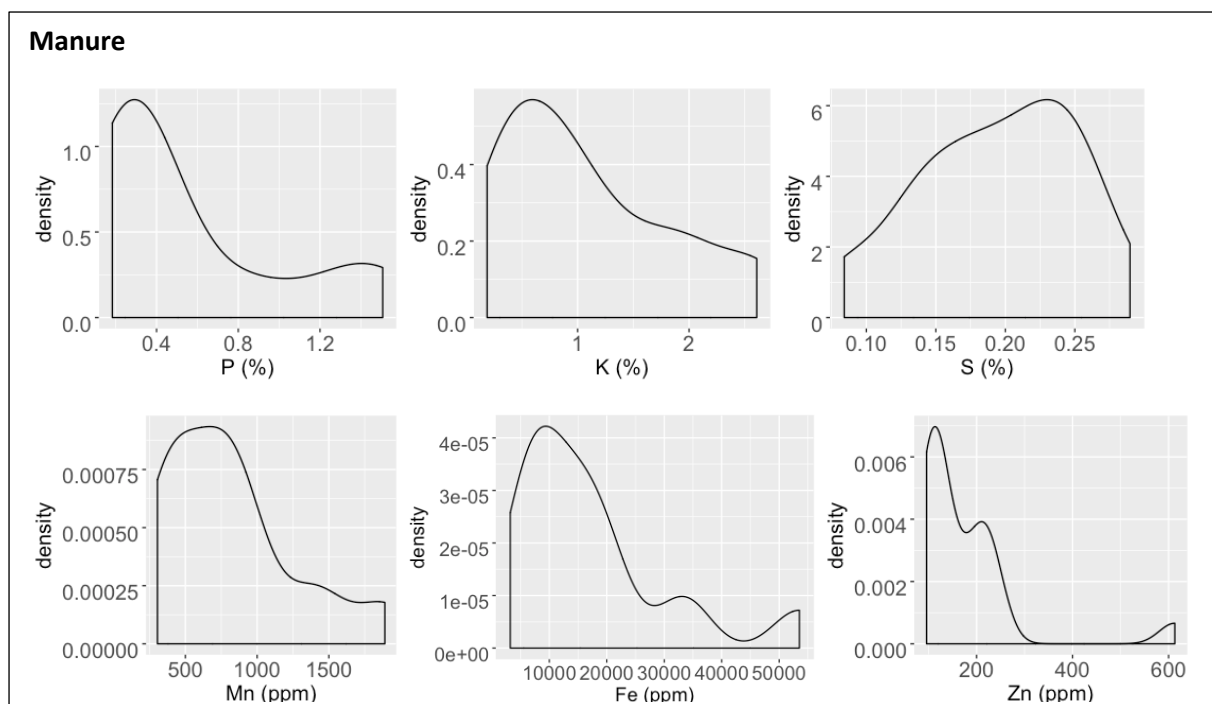 Manure
density
1.0
0.5
0.0
0.4
0.8
1.2
P (%)
density
0.4
0.2
0.0
1
2
K (%)
density
6
4
2
0
0.10
0.15
0.20
0.25
S (%)
density
0.00075
0.00050
0.00025
0.00000
500
1000
1500
Mn (ppm)
density
4e-05
3e-05
2e-05
1e-05
0e+00
10000
20000
30000
40000
50000
Fe (ppm)
density
0.006
0.004
0.002
0.000
200
400
600
Zn (ppm)